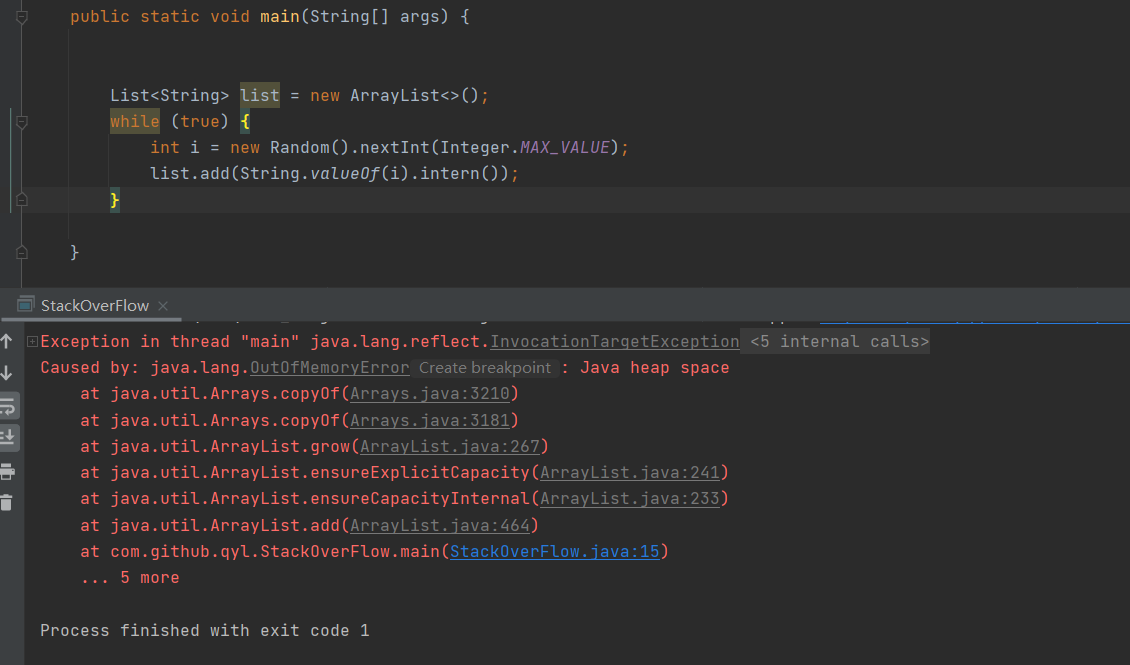 public static void main(String[] args) {
List<String> list = new ArrayList<>();
while (true) {
int i = new Random().nextInt(Integer.MAX_VALUE);
list.add(String.valueOf(i).intern());
}
}
StackOverFlow
Exception in thread "main" java.lang.reflect.InvocationTargetException <5 internal calls>
Caused by: java.lang.OutOfMemoryError Create breakpoint : Java heap space
at java.util.Arrays.copyOf(Arrays.java:3210)
at java.util.Arrays.copyOf(Arrays.java:3181)
at java.util.ArrayList.grow(ArrayList.java:267)
at java.util.ArrayList.ensureExplicitCapacity(ArrayList.java:241)
at java.util.ArrayList.ensureCapacityInternal(ArrayList.java:233)
at java.util.ArrayList.add(ArrayList.java:464)
at com.github.qyl.StackOverFlow.main(StackOverFlow.java:15)
... 5 more
Process finished with exit code 1